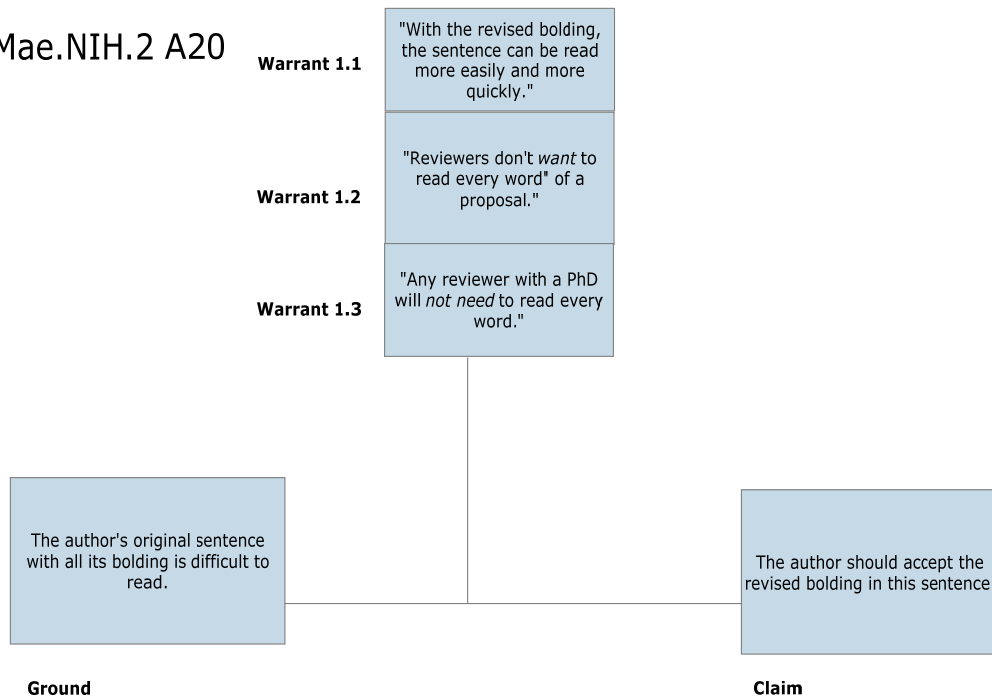 Mae.NIH.2 A20
Warrant 1.1
"With the revised bolding,
the sentence can be read
more easily and more
quickly."
Warrant 1.2
"Reviewers don't want to
read every word" of a
proposal."
Warrant 1.3
"Any reviewer with a PhD
will not need to read every
word."
The author's original sentence
with all its bolding is difficult to
read.
The author should accept the
revised bolding in this sentence
Ground
Claim